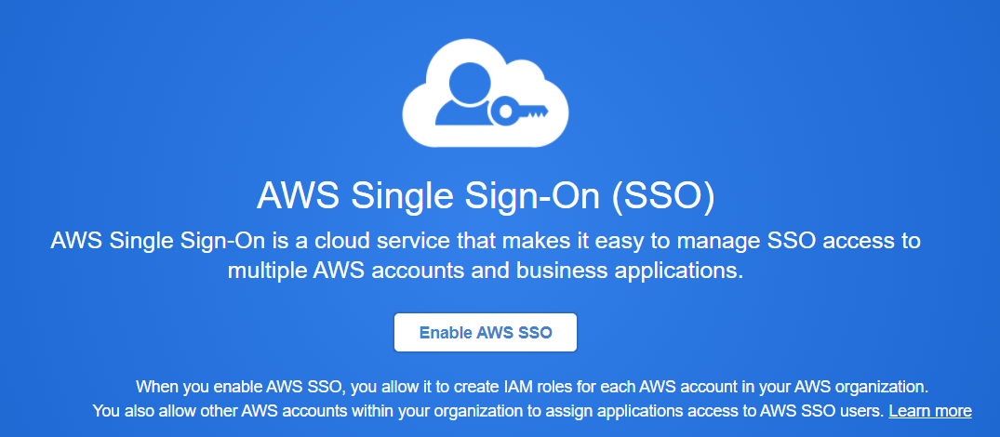 AWS Single Sign-On (SSO)
AWS Single Sign-On is a cloud service that makes it easy to manage SSO access to
multiple AWS accounts and business applications.
Enable AWS SSO
When you enable AWS SSO, you allow it to create IAM roles for each AWS account in your AWS organization.
You also allow other AWS accounts within your organization to assign applications access to AWS SSO users. Learn more